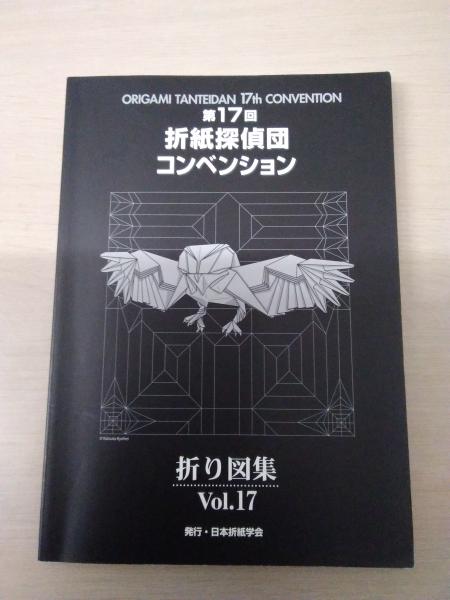 ORIGAMI TANTEIDAN 17th CONVENTION
第17回
折紙探偵団
コンベンション
折り図集
Vol.17
発行・日本折紙学会